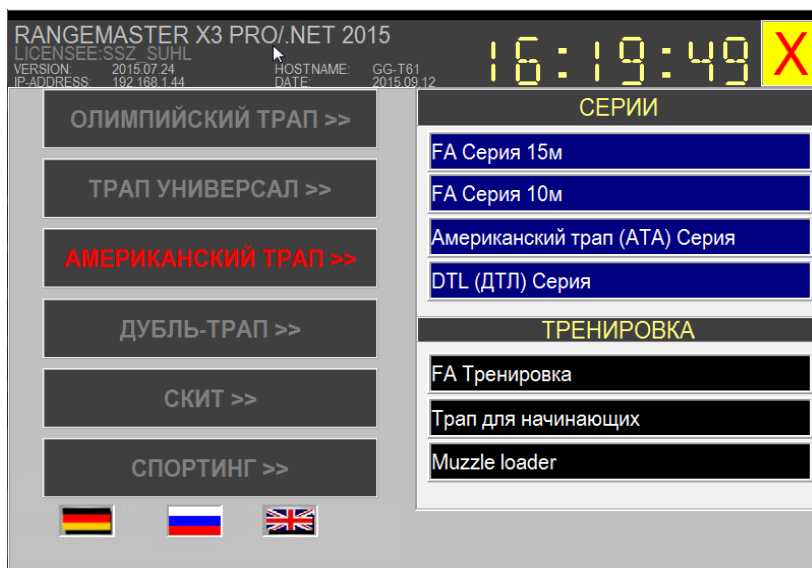 RANGEMASTER X3 PRO/.NET 2015
LICENSEE:SSZ_SUHL
VERSION: 2015.07.24 HOSTNAME: GG-T61
IP-ADDRESS: 192.168.1.44 DATE: 2015.09.12
16:19:49
X
ОЛИМПИЙСКИЙ ТРАП >>
ТРАП УНИВЕРСАЛ >>
АМЕРИКАНСКИЙ ТРАП >>
ДУБЛЬ-ТРАП >>
СКИТ >>
СПОРТИНГ >>
СЕРИИ
FA Серия 15м
FA Серия 10м
Американский трап (АТА) Серия
DTL (ДТЛ) Серия
ТРЕНИРОВКА
FA Тренировка
Трап для начинающих
Muzzle loader